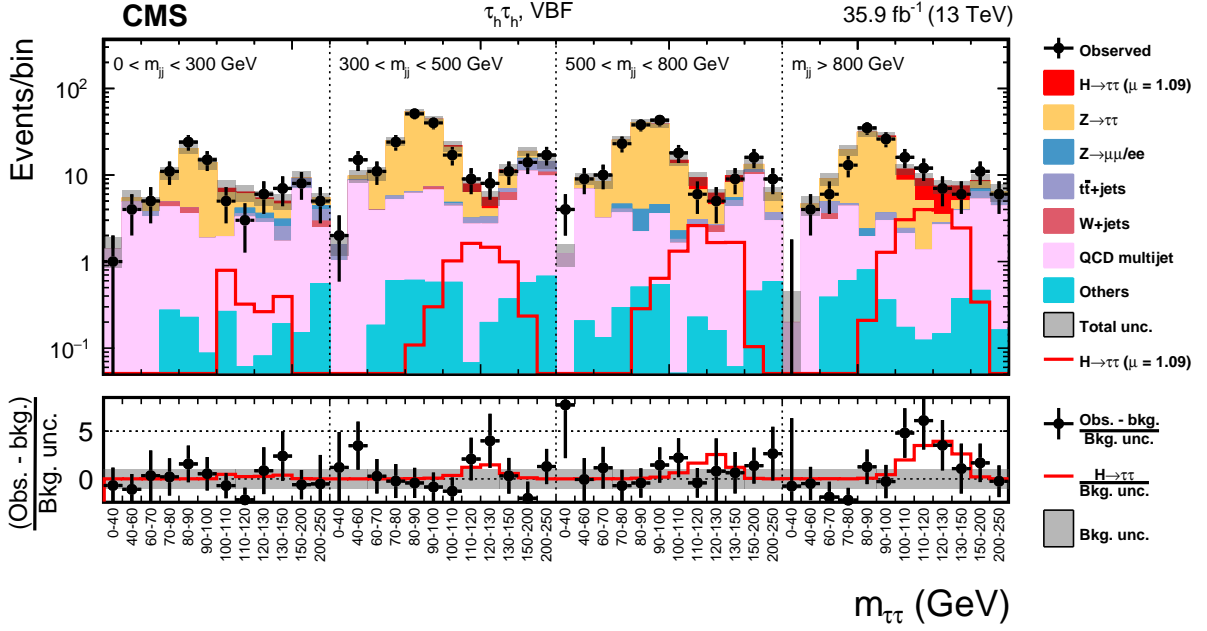 CMS
τₕτₕ, VBF
35.9 fb⁻¹ (13 TeV)
Events/bin
10²
10
1
10⁻¹
0 < m_jj < 300 GeV
300 < m_jj < 500 GeV
500 < m_jj < 800 GeV
m_jj > 800 GeV
Observed
H→ττ (μ = 1.09)
Z→ττ
Z→μμ/ee
tt̄+jets
W+jets
QCD multijet
Others
Total unc.
H→ττ (μ = 1.09)
(Obs. - bkg.)
Bkg. unc.
5
0
Obs. - bkg.
Bkg. unc.
H→ττ
Bkg. unc.
Bkg. unc.
0-40 40-60 60-70 70-80 80-90 90-100 100-110 110-120 120-130 130-150 150-200 200-250 0-40 40-60 60-70 70-80 80-90 90-100 100-110 110-120 120-130 130-150 150-200 200-250 0-40 40-60 60-70 70-80 80-90 90-100 100-110 110-120 120-130 130-150 150-200 200-250 0-40 40-60 60-70 70-80 80-90 90-100 100-110 110-120 120-130 130-150 150-200 200-250
m_ττ (GeV)